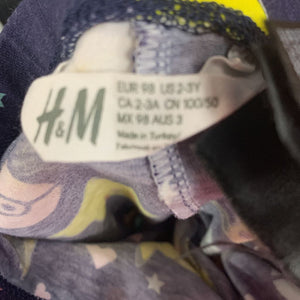 H&M
EUR 98 US 2-3Y
CA 2-3A CN 100/50
MX 98 AUS 3
Made in Turkey/